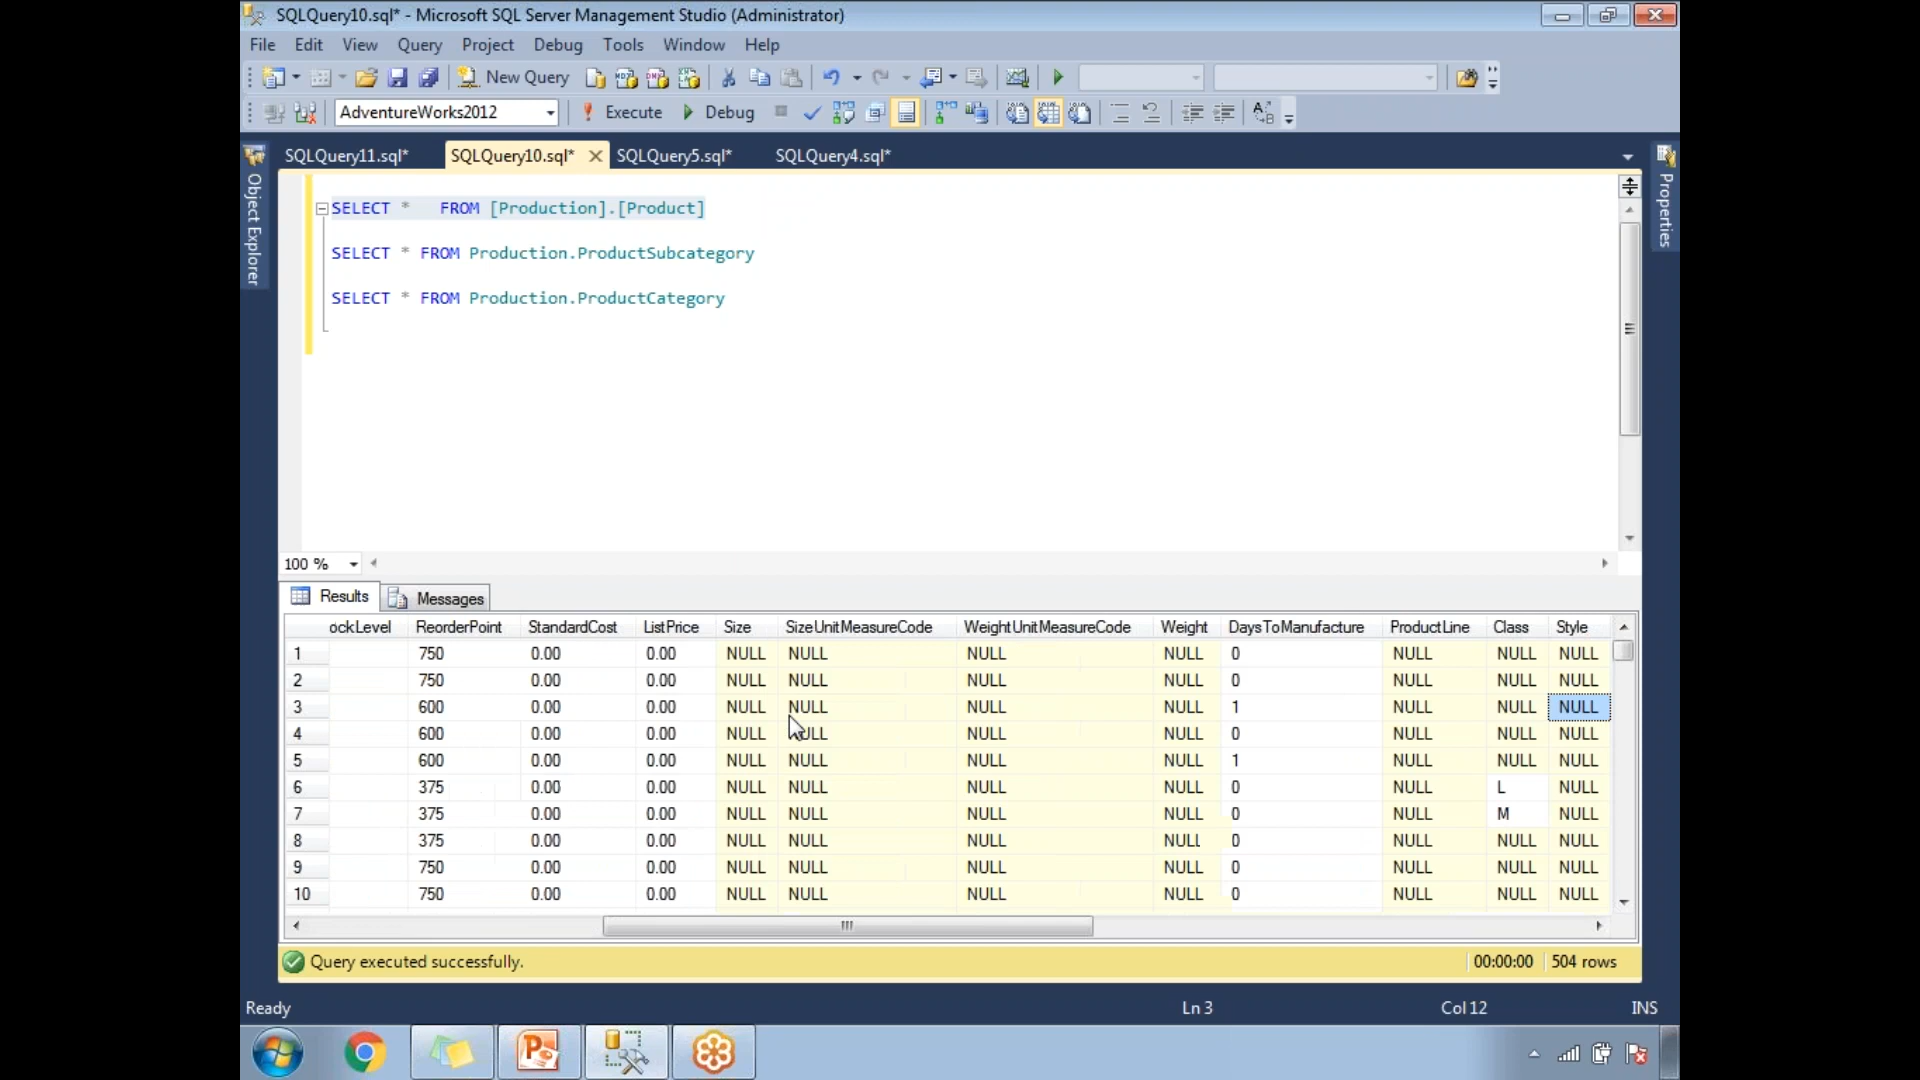 SQLQuery10.sql* - Microsoft SQL Server Management Studio (Administrator)
File Edit View Query Project Debug Tools Window Help
New Query
AdventureWorks2012 Execute Debug
SQLQuery11.sql* SQLQuery10.sql* SQLQuery5.sql* SQLQuery4.sql*
Object Explorer
Properties
SELECT * FROM [Production].[Product]
SELECT * FROM Production.ProductSubcategory
SELECT * FROM Production.ProductCategory
100 %
Results Messages
ockLevel ReorderPoint StandardCost ListPrice Size SizeUnitMeasureCode WeightUnitMeasureCode Weight DaysToManufacture ProductLine Class Style
1 750 0.00 0.00 NULL NULL NULL NULL 0 NULL NULL NULL
2 750 0.00 0.00 NULL NULL NULL NULL 0 NULL NULL NULL
3 600 0.00 0.00 NULL NULL NULL NULL 1 NULL NULL NULL
4 600 0.00 0.00 NULL NULL NULL NULL 0 NULL NULL NULL
5 600 0.00 0.00 NULL NULL NULL NULL 1 NULL NULL NULL
6 375 0.00 0.00 NULL NULL NULL NULL 0 NULL L NULL
7 375 0.00 0.00 NULL NULL NULL NULL 0 NULL M NULL
8 375 0.00 0.00 NULL NULL NULL NULL 0 NULL NULL NULL
9 750 0.00 0.00 NULL NULL NULL NULL 0 NULL NULL NULL
10 750 0.00 0.00 NULL NULL NULL NULL 0 NULL NULL NULL
Query executed successfully. 00:00:00 504 rows
Ready Ln 3 Col 12 INS